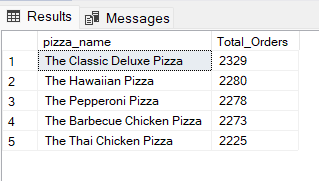 Results Messages
pizza_name Total_Orders
1 The Classic Deluxe Pizza 2329
2 The Hawaiian Pizza 2280
3 The Pepperoni Pizza 2278
4 The Barbecue Chicken Pizza 2273
5 The Thai Chicken Pizza 2225